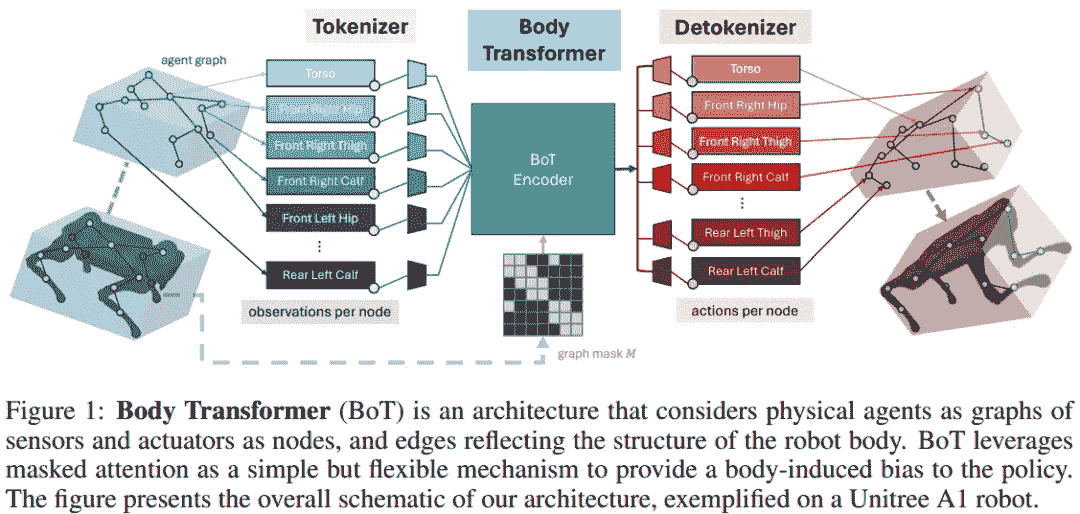 Tokenizer
Body
Transformer
Detokenizer
agent graph
Torso
Front Right Hip
Front Right Thigh
Front Right Calf
Front Left Hip
⋮
Rear Left Calf
observations per node
BoT
Encoder
graph mask M
Torso
Front Right Hip
Front Right Thigh
Front Right Calf
⋮
Rear Left Thigh
Rear Left Calf
actions per node
Figure 1: Body Transformer (BoT) is an architecture that considers physical agents as graphs of
sensors and actuators as nodes, and edges reflecting the structure of the robot body. BoT leverages
masked attention as a simple but flexible mechanism to provide a body-induced bias to the policy.
The figure presents the overall schematic of our architecture, exemplified on a Unitree A1 robot.